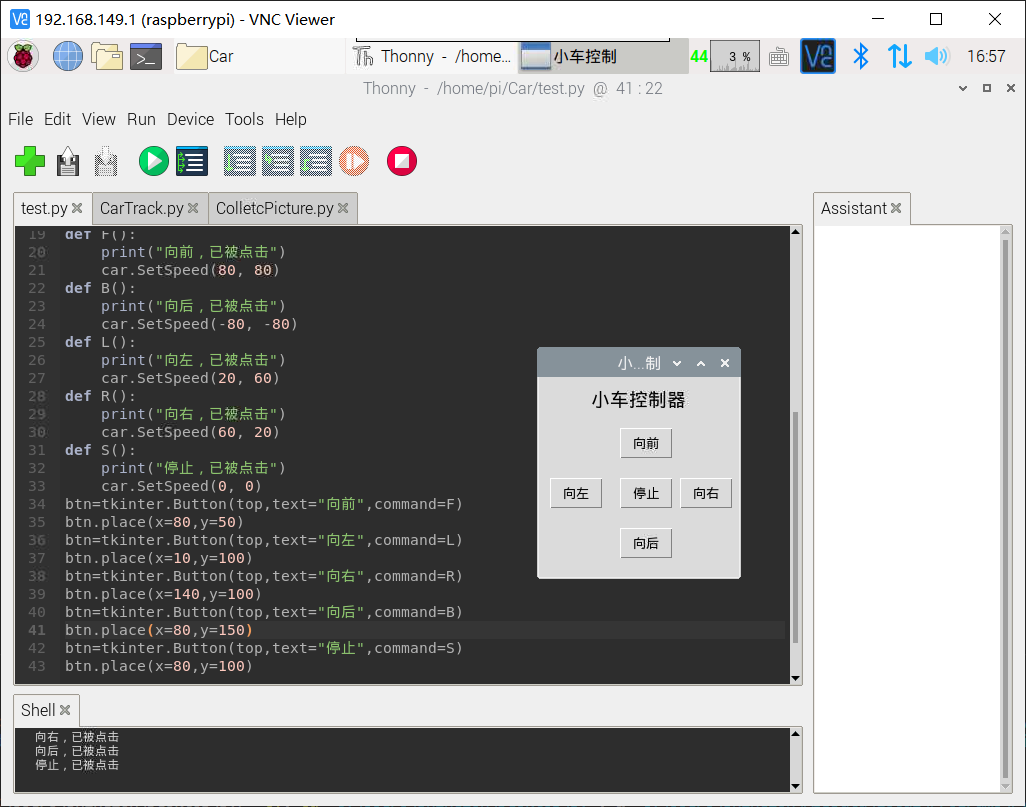 192.168.149.1 (raspberrypi) - VNC Viewer
Car
Thonny - /home...
小车控制
44
3 %
16:57
Thonny - /home/pi/Car/test.py @ 41 : 22
File Edit View Run Device Tools Help
test.py
CarTrack.py
ColletcPicture.py
Assistant
19 def F():
20 print("向前，已被点击")
21 car.SetSpeed(80, 80)
22 def B():
23 print("向后，已被点击")
24 car.SetSpeed(-80, -80)
25 def L():
26 print("向左，已被点击")
27 car.SetSpeed(20, 60)
28 def R():
29 print("向右，已被点击")
30 car.SetSpeed(60, 20)
31 def S():
32 print("停止，已被点击")
33 car.SetSpeed(0, 0)
34 btn=tkinter.Button(top,text="向前",command=F)
35 btn.place(x=80,y=50)
36 btn=tkinter.Button(top,text="向左",command=L)
37 btn.place(x=10,y=100)
38 btn=tkinter.Button(top,text="向右",command=R)
39 btn.place(x=140,y=100)
40 btn=tkinter.Button(top,text="向后",command=B)
41 btn.place(x=80,y=150)
42 btn=tkinter.Button(top,text="停止",command=S)
43 btn.place(x=80,y=100)
小...制
小车控制器
向前
向左 停止 向右
向后
Shell
向右，已被点击
向后，已被点击
停止，已被点击